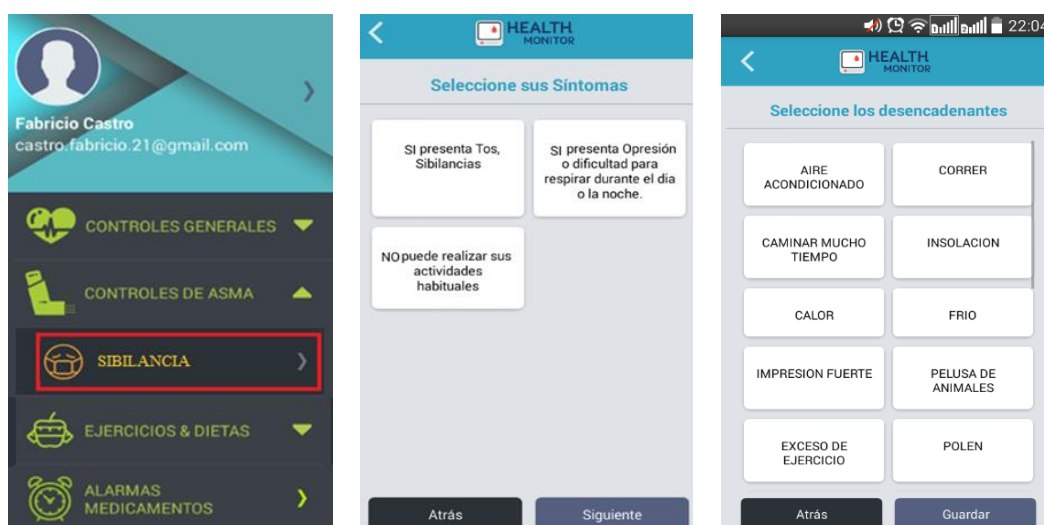 Fabricio Castro
castro.fabricio.21@gmail.com
CONTROLES GENERALES
CONTROLES DE ASMA
SIBILANCIA
EJERCICIOS & DIETAS
ALARMAS
MEDICAMENTOS
HEALTH
MONITOR
Seleccione sus Síntomas
SI presenta Tos,
Sibilancias
SI presenta Opresión
o dificultad para
respirar durante el dia
o la noche.
NO puede realizar sus
actividades
habituales
Atrás
Siguiente
22:04
HEALTH
MONITOR
Seleccione los desencadenantes
AIRE
ACONDICIONADO
CORRER
CAMINAR MUCHO
TIEMPO
INSOLACION
CALOR
FRIO
IMPRESION FUERTE
PELUSA DE
ANIMALES
EXCESO DE
EJERCICIO
POLEN
Atrás
Guardar